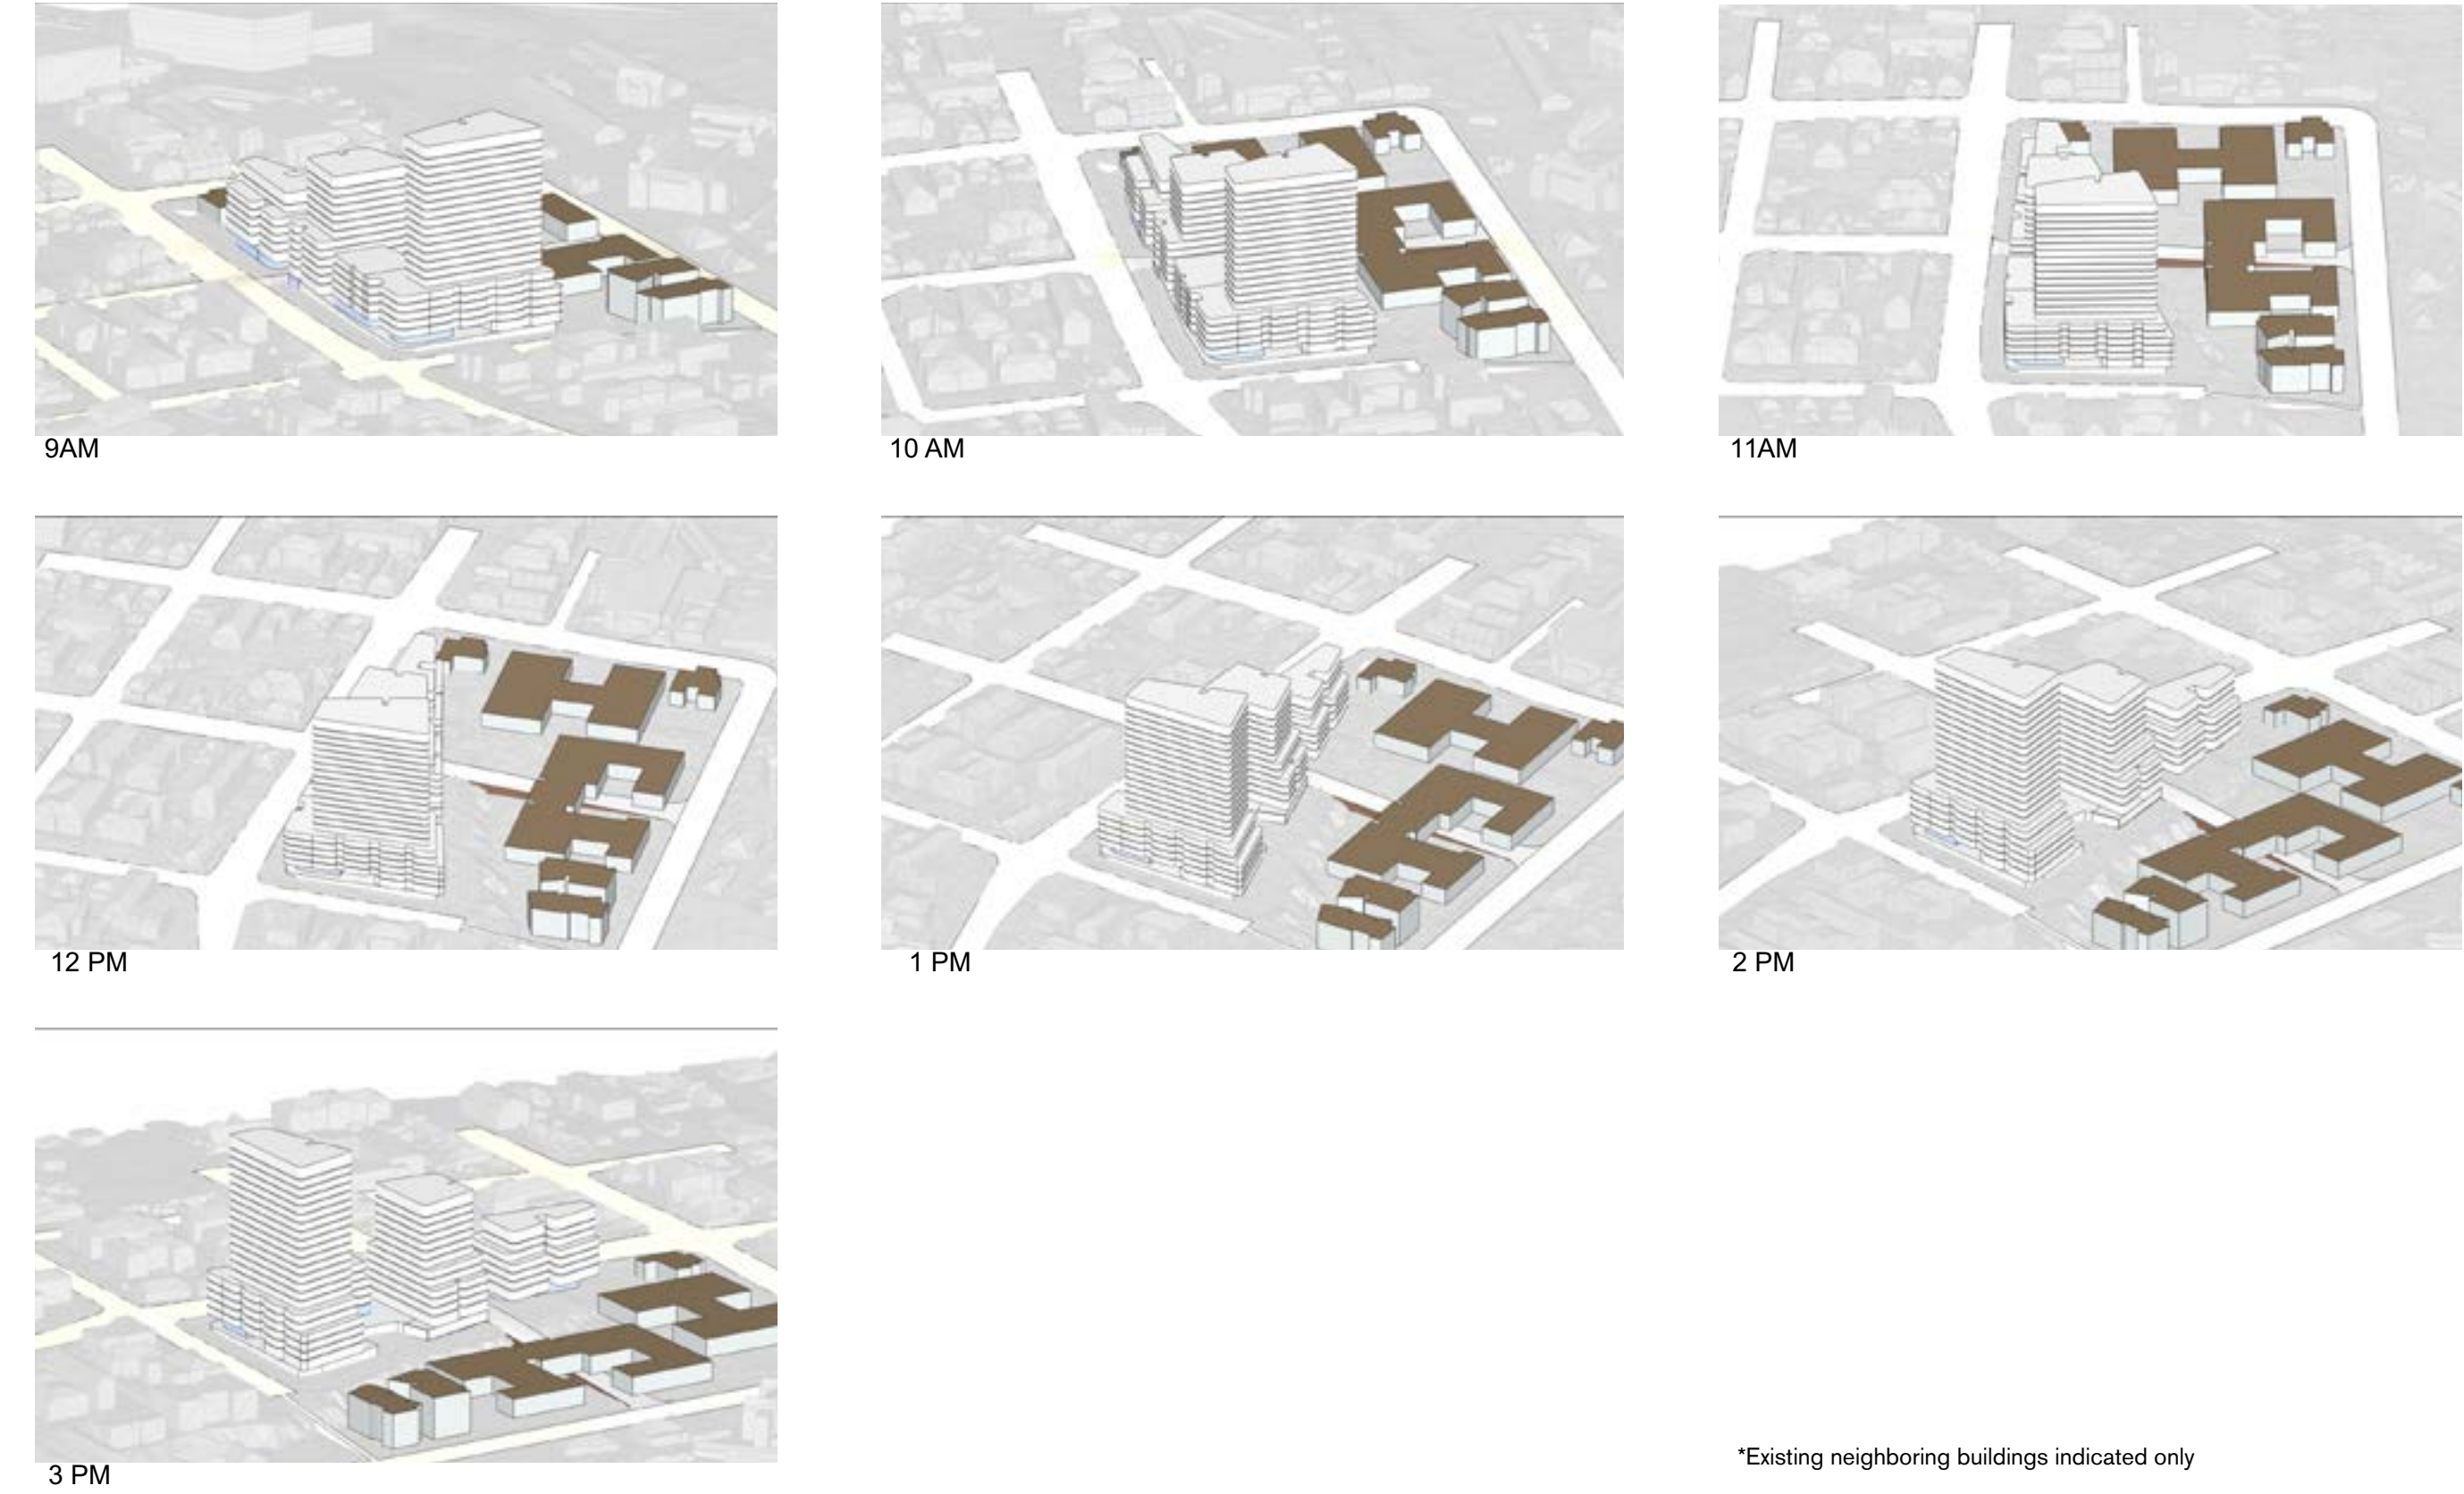 9AM
10 AM
11AM
12 PM
1 PM
2 PM
3 PM
*Existing neighboring buildings indicated only